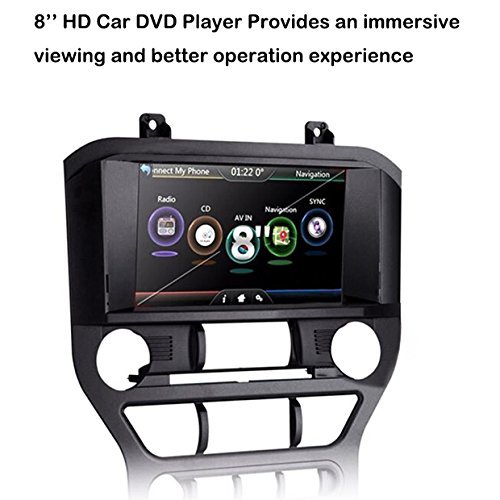 8’’ HD Car DVD Player Provides an immersive
viewing and better operation experience
nnect My Phone 01:22 0° Navigation
Radio CD AV IN Navigation SYNC
8"
i